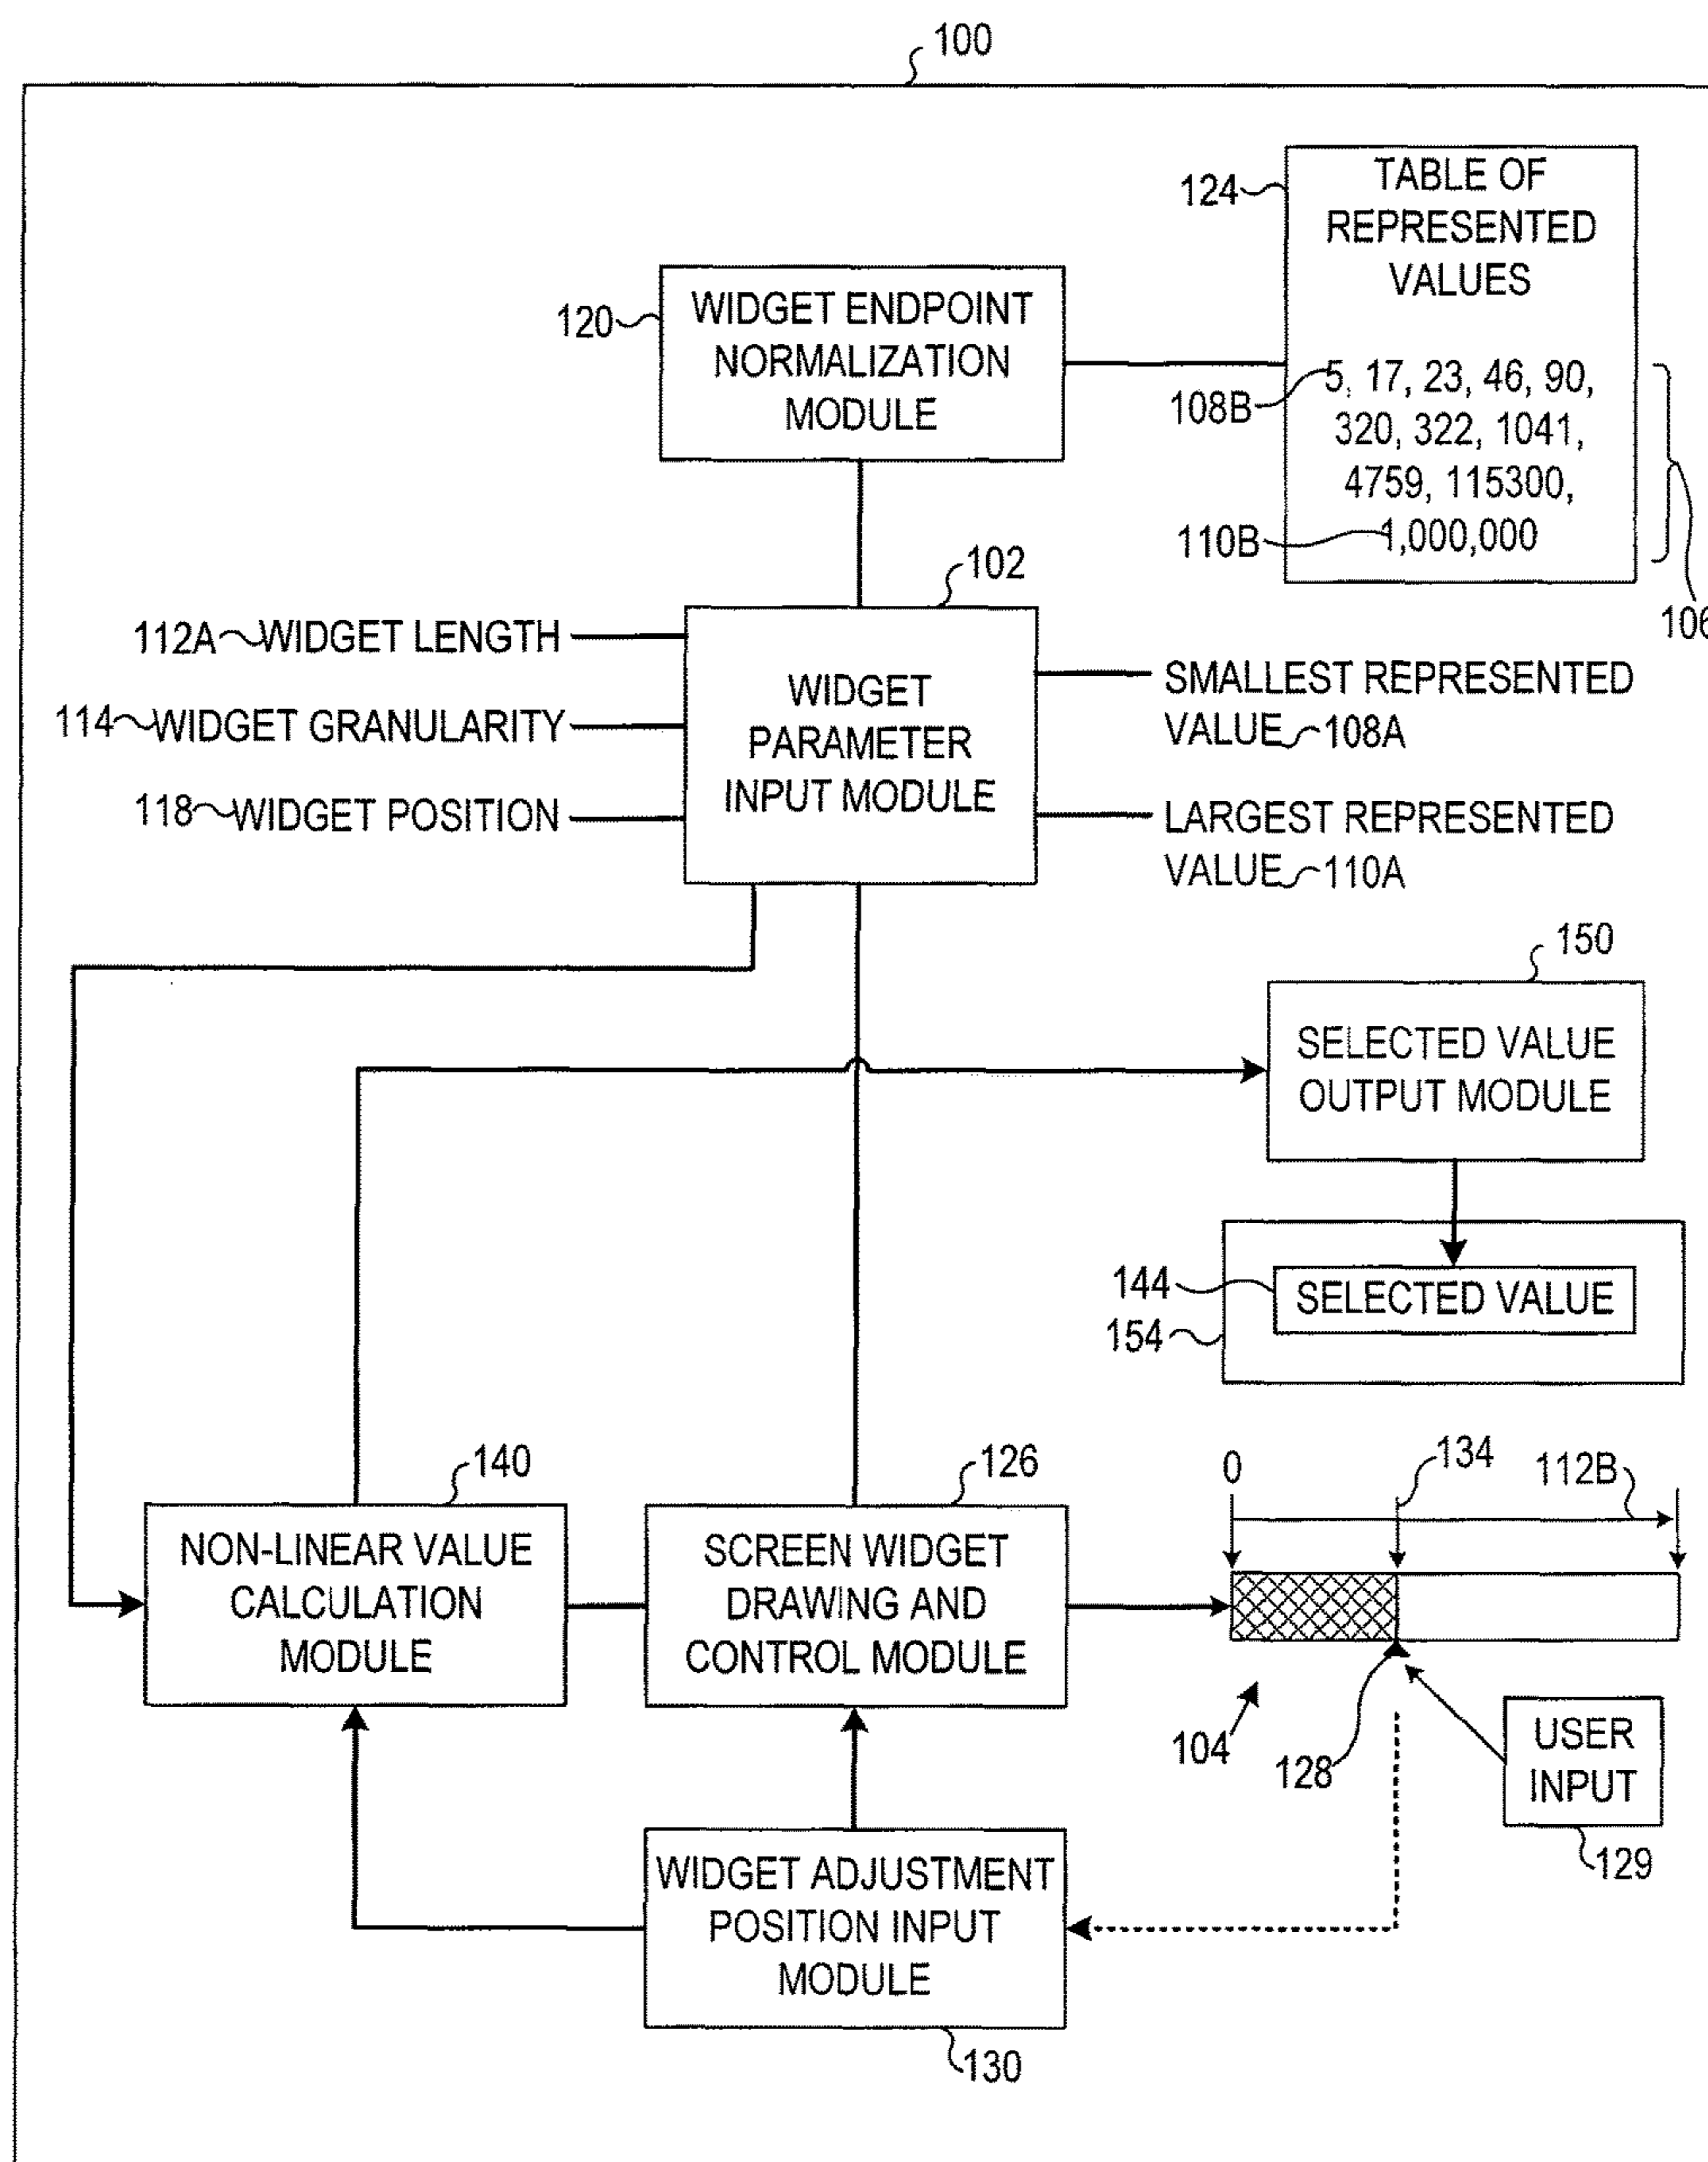 100
TABLE OF
REPRESENTED
VALUES
124
5, 17, 23, 46, 90,
320, 322, 1041,
4759, 115300,
1,000,000
108B
110B
106
WIDGET ENDPOINT
NORMALIZATION
MODULE
120
102
112A WIDGET LENGTH
114 WIDGET GRANULARITY
118 WIDGET POSITION
WIDGET
PARAMETER
INPUT MODULE
SMALLEST REPRESENTED
VALUE 108A
LARGEST REPRESENTED
VALUE 110A
150
SELECTED VALUE
OUTPUT MODULE
144
SELECTED VALUE
154
140
NON-LINEAR VALUE
CALCULATION
MODULE
126
SCREEN WIDGET
DRAWING AND
CONTROL MODULE
0
134
112B
104
128
USER
INPUT
129
WIDGET ADJUSTMENT
POSITION INPUT
MODULE
130